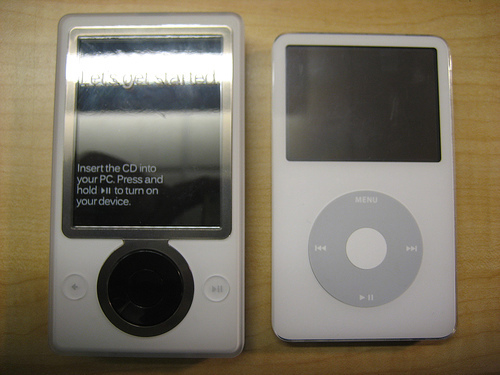 Let's get started
Insert the CD into
your PC. Press and
hold ▶II to turn on
your device.
MENU